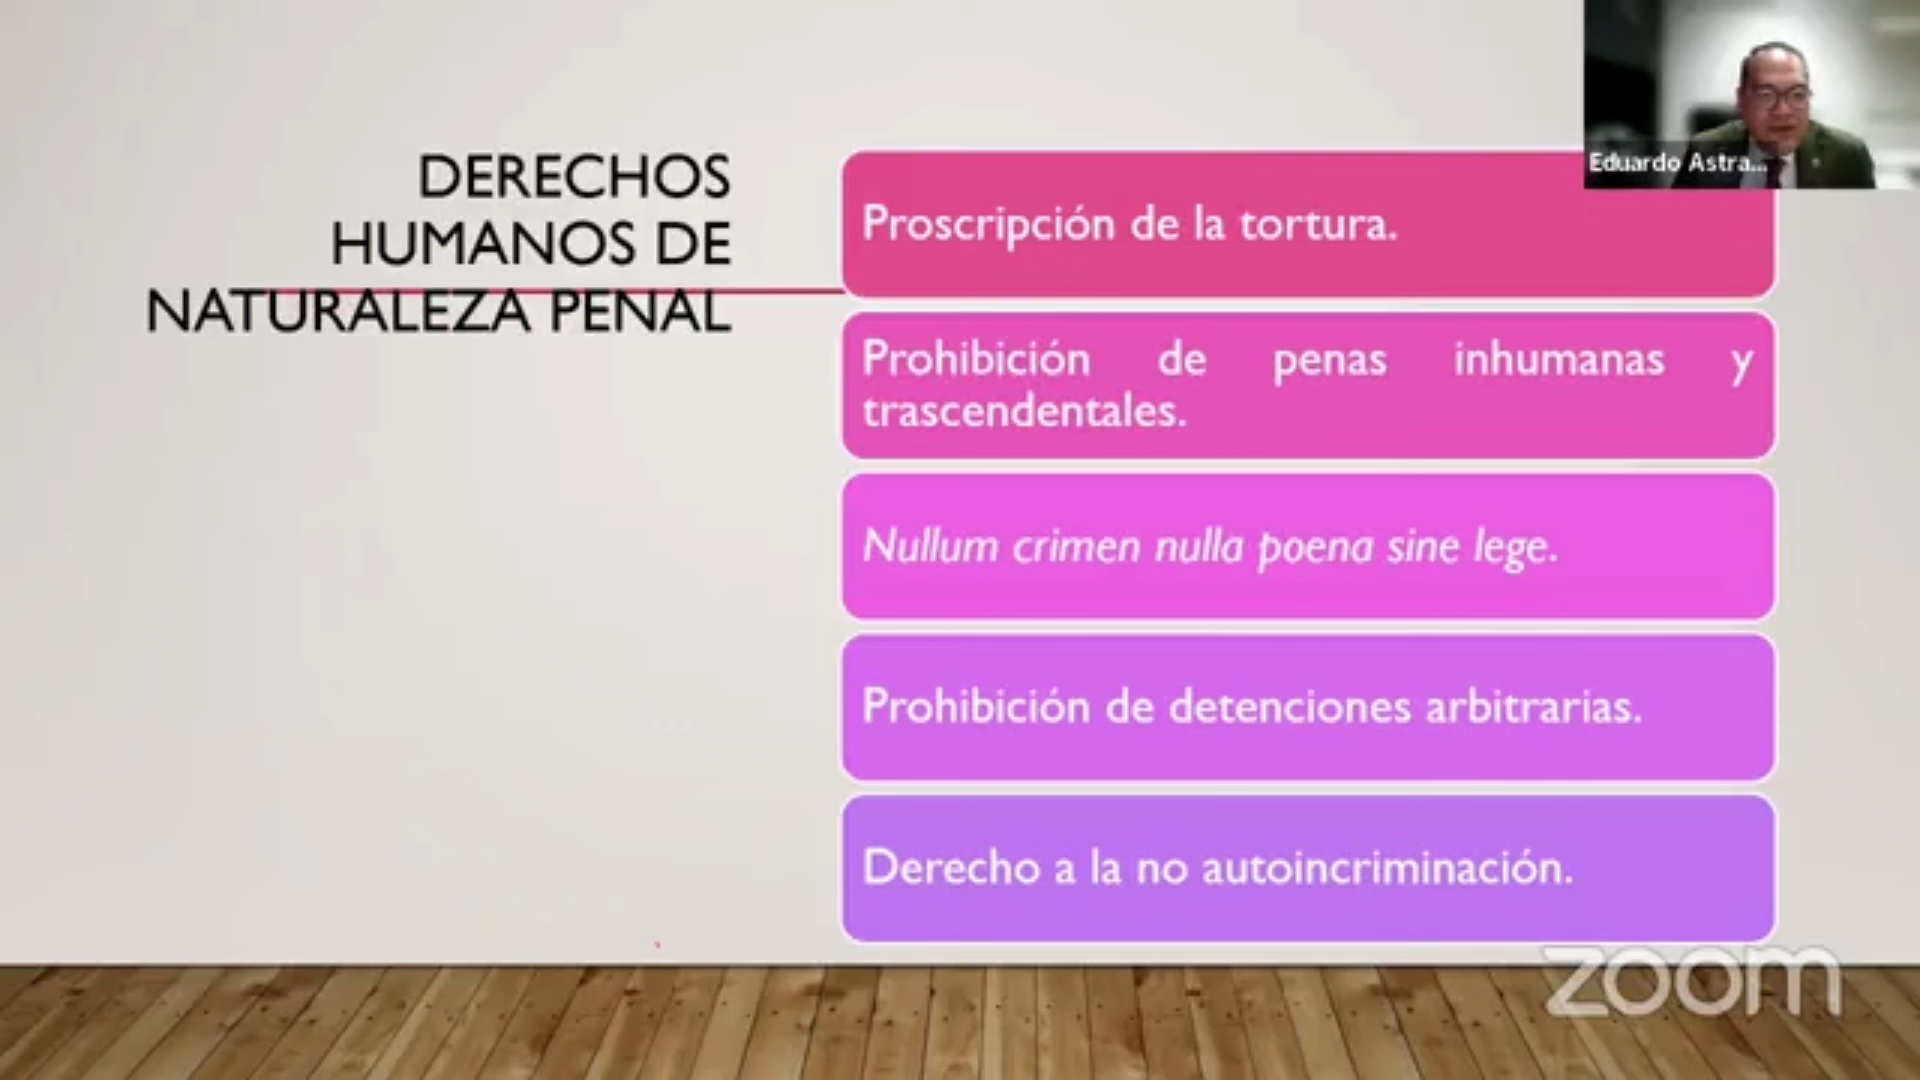 DERECHOS
HUMANOS DE
NATURALEZA PENAL
Proscripción de la tortura.
Prohibición de penas inhumanas y
trascendentales.
Nullum crimen nulla poena sine lege.
Prohibición de detenciones arbitrarias.
Derecho a la no autoincriminación.
Eduardo Astra...
zoom